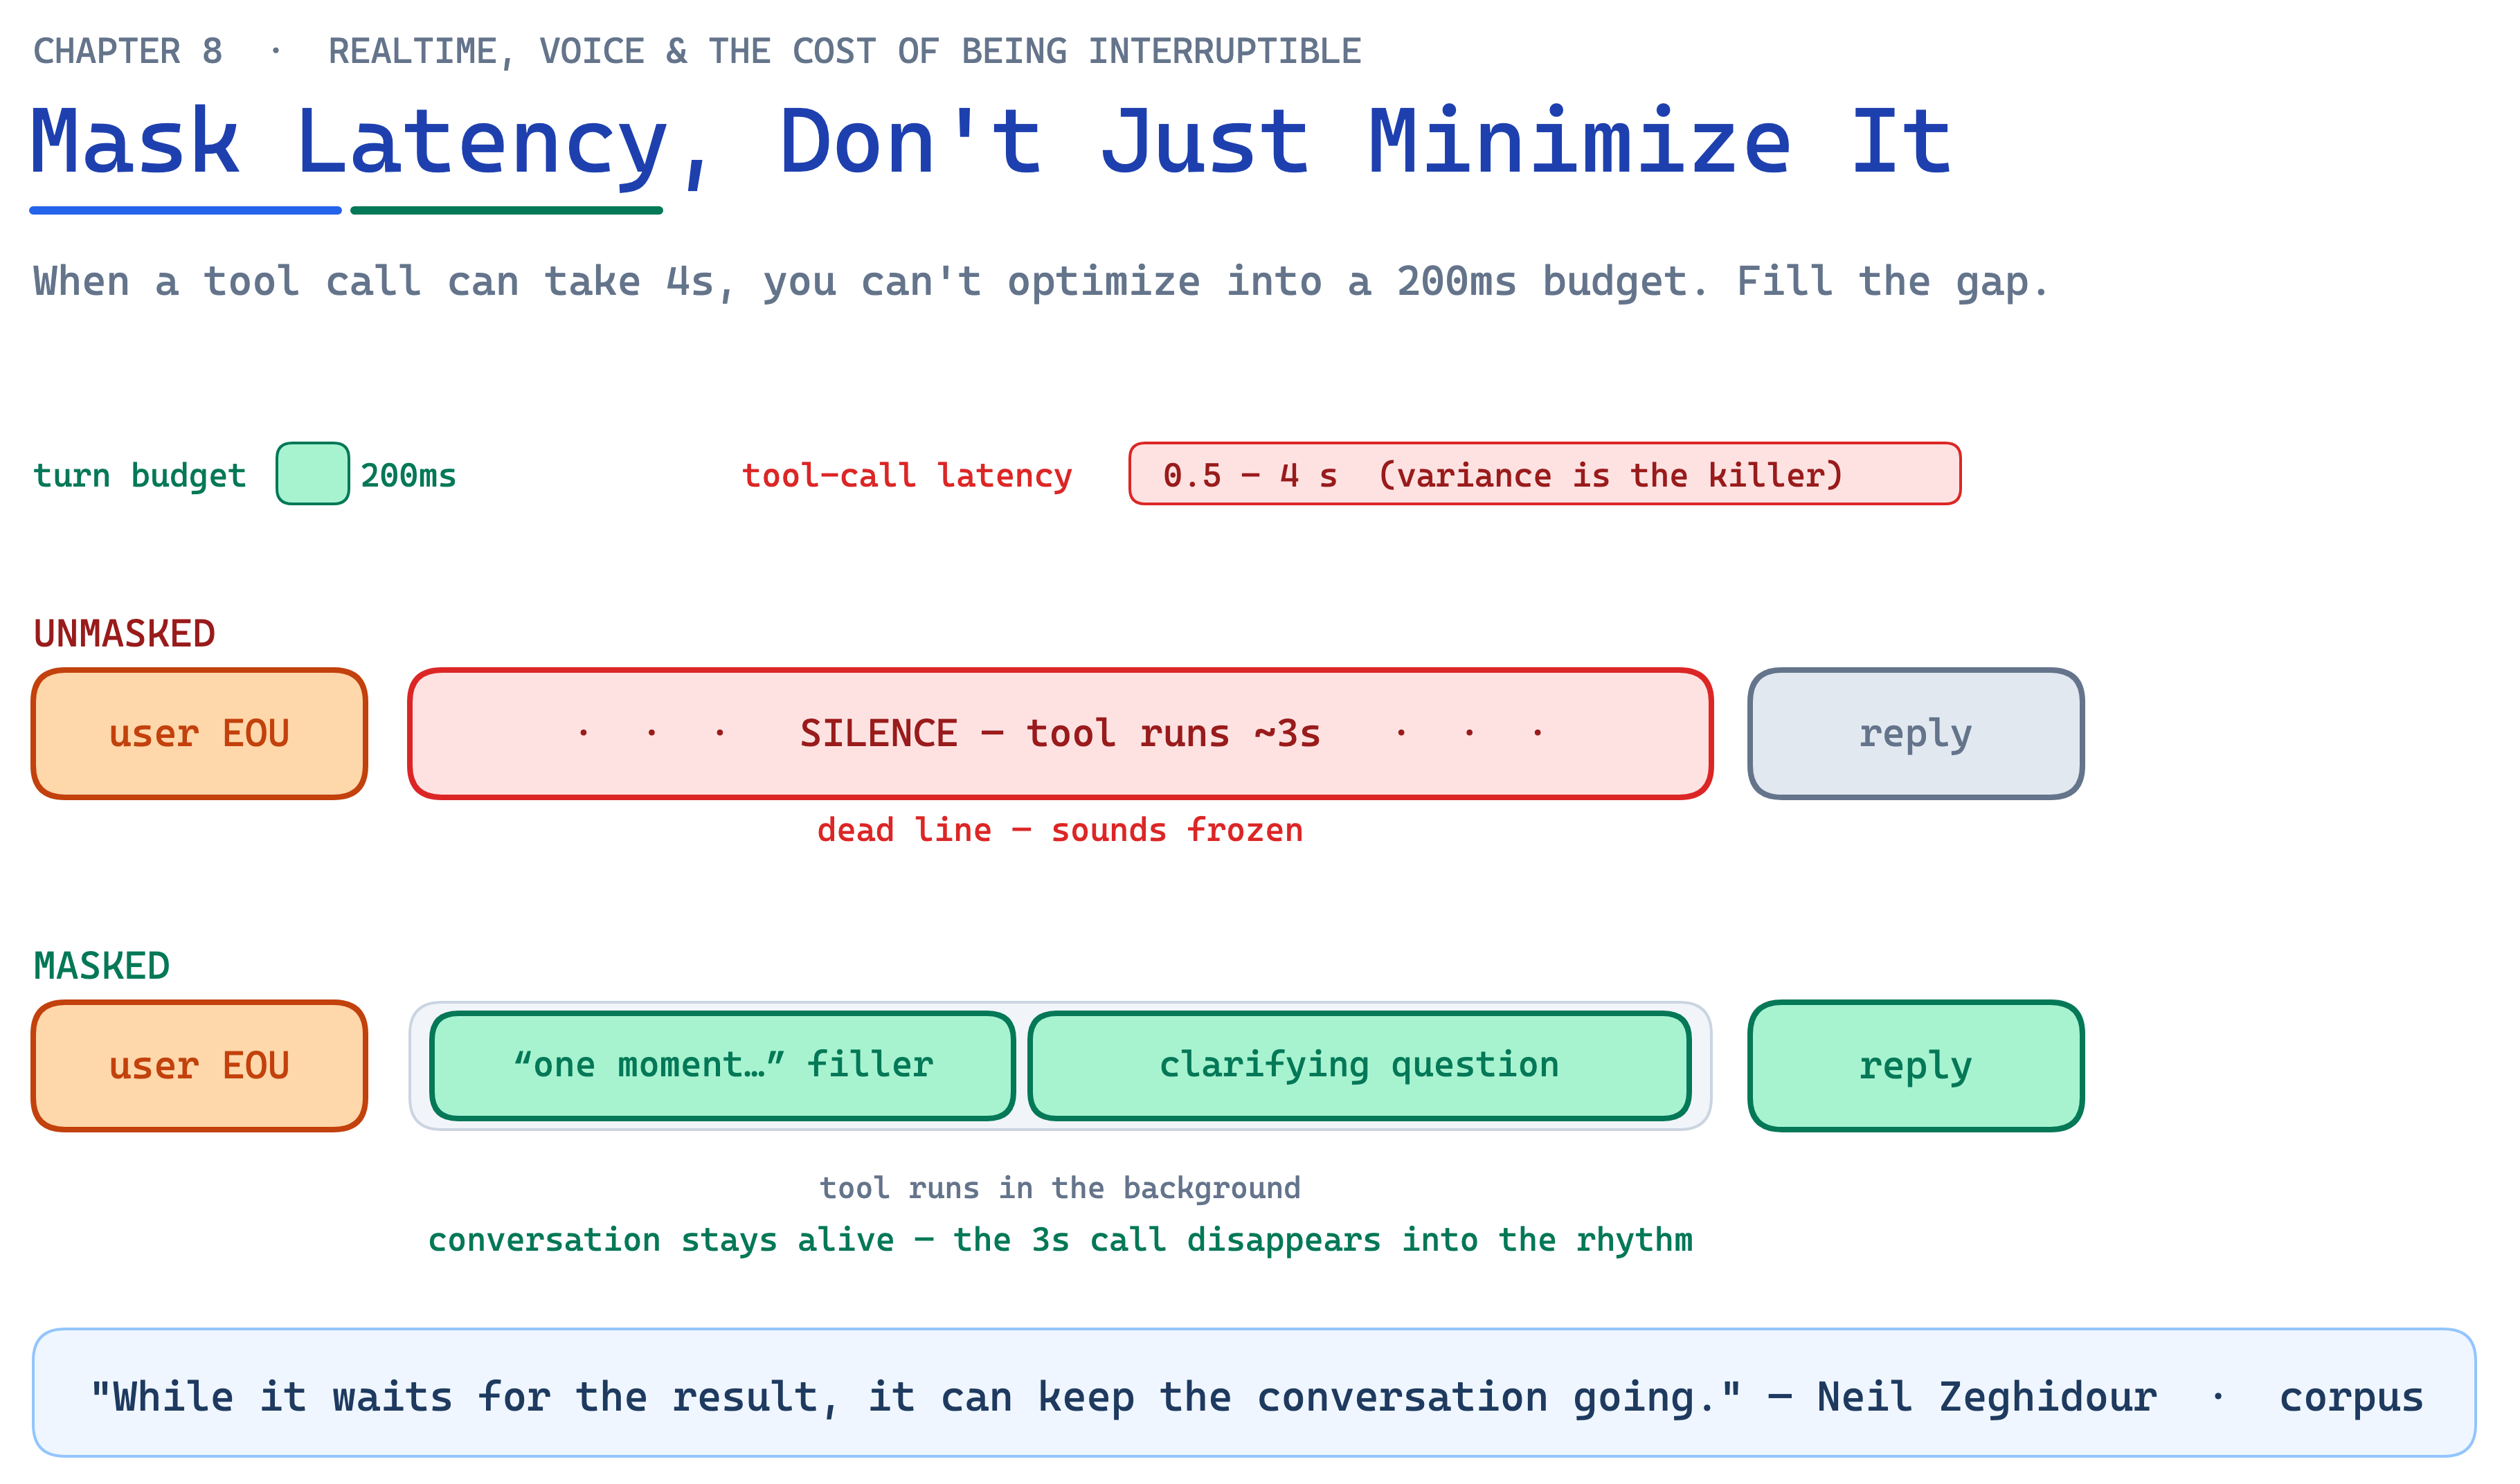 CHAPTER 8 · REALTIME, VOICE & THE COST OF BEING INTERRUPTIBLE
Mask Latency, Don't Just Minimize It
When a tool call can take 4s, you can't optimize into a 200ms budget. Fill the gap.
turn budget 200ms tool-call latency 0.5 – 4 s (variance is the killer)
UNMASKED
user EOU · · · SILENCE — tool runs ~3s · · · reply
dead line — sounds frozen
MASKED
user EOU “one moment…” filler clarifying question reply
tool runs in the background
conversation stays alive — the 3s call disappears into the rhythm
"While it waits for the result, it can keep the conversation going." — Neil Zeghidour · corpus